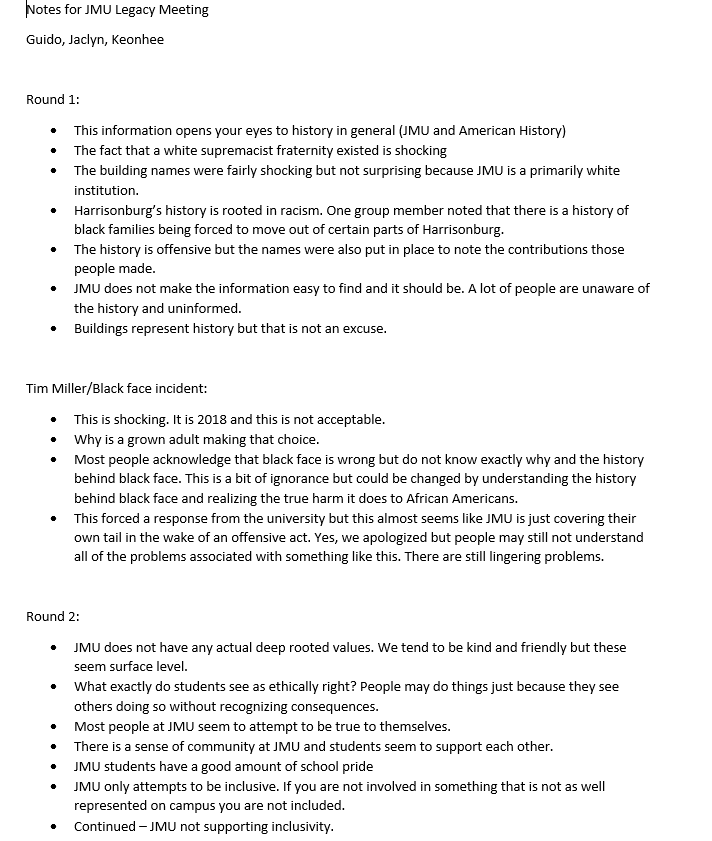 Notes for JMU Legacy Meeting
Guido, Jaclyn, Keonhee
Round 1:
• This information opens your eyes to history in general (JMU and American History)
• The fact that a white supremacist fraternity existed is shocking
• The building names were fairly shocking but not surprising because JMU is a primarily white
institution.
• Harrisonburg's history is rooted in racism. One group member noted that there is a history of
black families being forced to move out of certain parts of Harrisonburg.
• The history is offensive but the names were also put in place to note the contributions those
people made.
• JMU does not make the information easy to find and it should be. A lot of people are unaware of
the history and uninformed.
• Buildings represent history but that is not an excuse.
Tim Miller/Black face incident:
• This is shocking. It is 2018 and this is not acceptable.
• Why is a grown adult making that choice.
• Most people acknowledge that black face is wrong but do not know exactly why and the history
behind black face. This is a bit of ignorance but could be changed by understanding the history
behind black face and realizing the true harm it does to African Americans.
• This forced a response from the university but this almost seems like JMU is just covering their
own tail in the wake of an offensive act. Yes, we apologized but people may still not understand
all of the problems associated with something like this. There are still lingering problems.
Round 2:
• JMU does not have any actual deep rooted values. We tend to be kind and friendly but these
seem surface level.
• What exactly do students see as ethically right? People may do things just because they see
others doing so without recognizing consequences.
• Most people at JMU seem to attempt to be true to themselves.
• There is a sense of community at JMU and students seem to support each other.
• JMU students have a good amount of school pride
• JMU only attempts to be inclusive. If you are not involved in something that is not as well
represented on campus you are not included.
• Continued – JMU not supporting inclusivity.